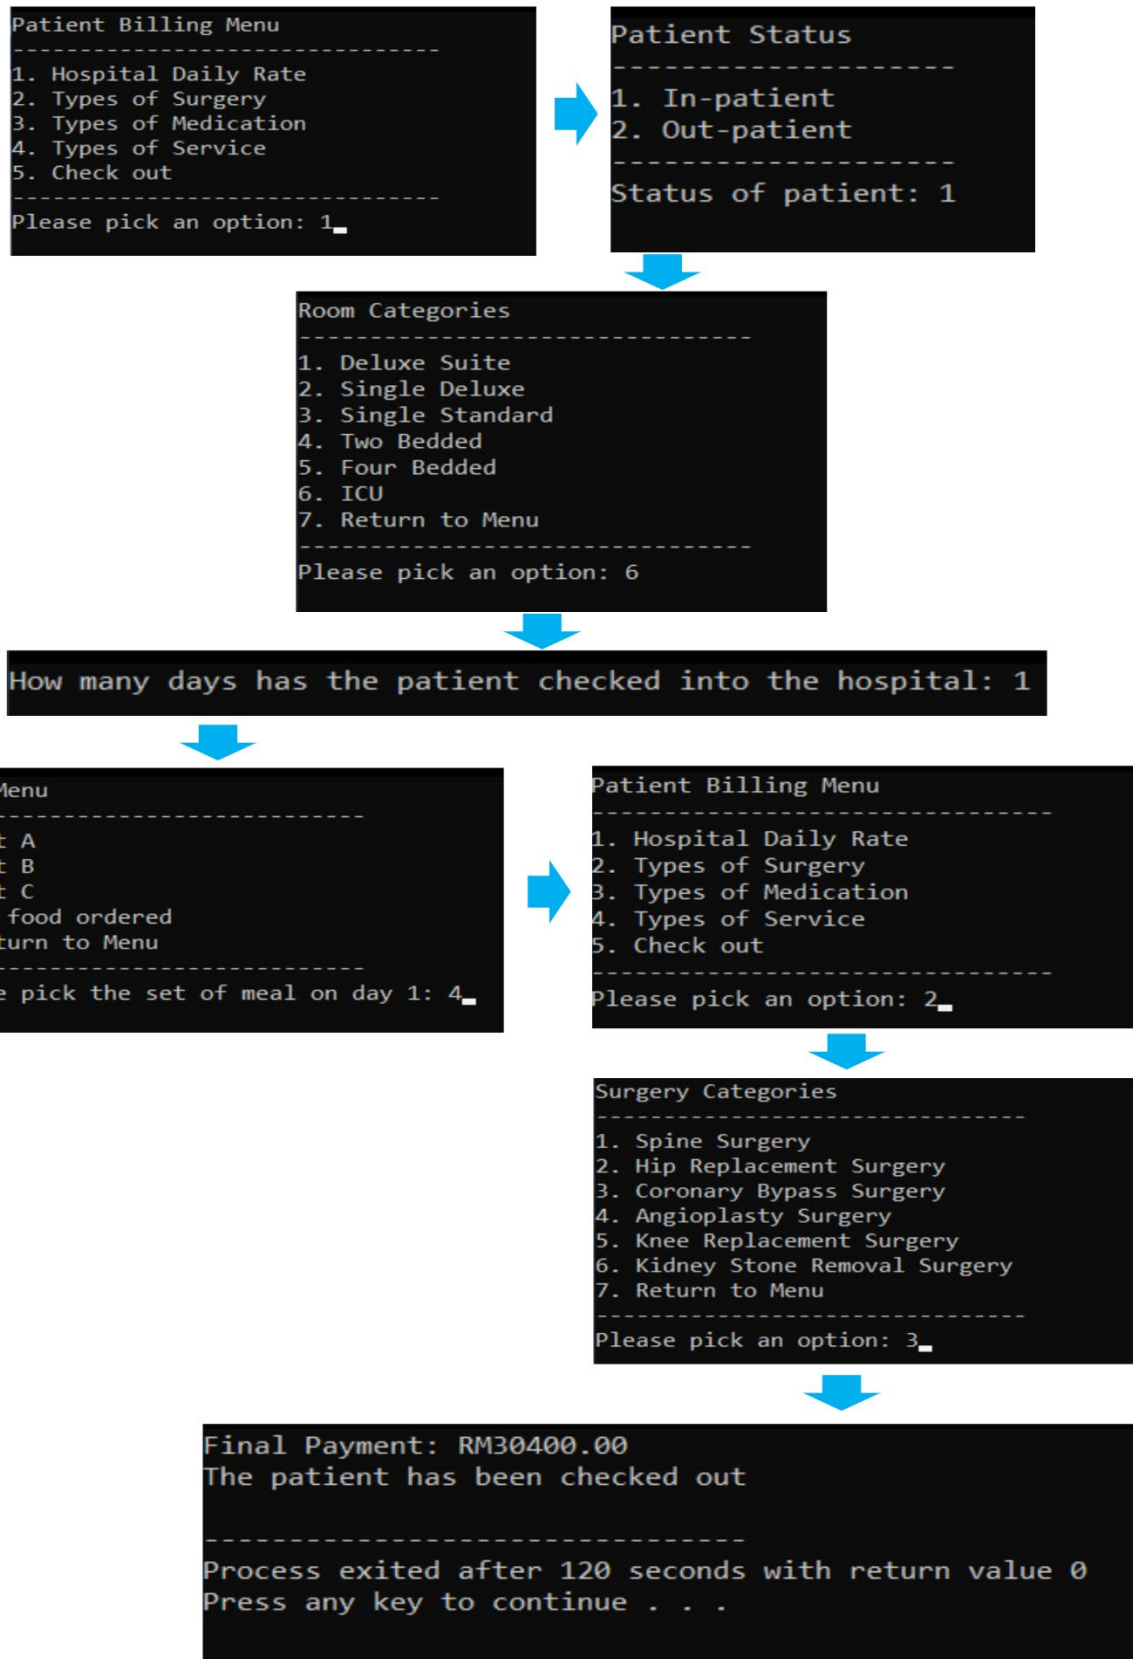 Patient Billing Menu
--------------------------------
1. Hospital Daily Rate
2. Types of Surgery
3. Types of Medication
4. Types of Service
5. Check out
--------------------------------
Please pick an option: 1
Patient Status
--------------------
1. In-patient
2. Out-patient
--------------------
Status of patient: 1
Room Categories
--------------------------------
1. Deluxe Suite
2. Single Deluxe
3. Single Standard
4. Two Bedded
5. Four Bedded
6. ICU
7. Return to Menu
--------------------------------
Please pick an option: 6
How many days has the patient checked into the hospital: 1
Menu
---------------------------
t A
t B
t C
food ordered
turn to Menu
---------------------------
e pick the set of meal on day 1: 4
Patient Billing Menu
--------------------------------
1. Hospital Daily Rate
2. Types of Surgery
3. Types of Medication
4. Types of Service
5. Check out
--------------------------------
Please pick an option: 2
Surgery Categories
--------------------------------
1. Spine Surgery
2. Hip Replacement Surgery
3. Coronary Bypass Surgery
4. Angioplasty Surgery
5. Knee Replacement Surgery
6. Kidney Stone Removal Surgery
7. Return to Menu
--------------------------------
Please pick an option: 3
Final Payment: RM30400.00
The patient has been checked out
--------------------------------
Process exited after 120 seconds with return value 0
Press any key to continue . . .